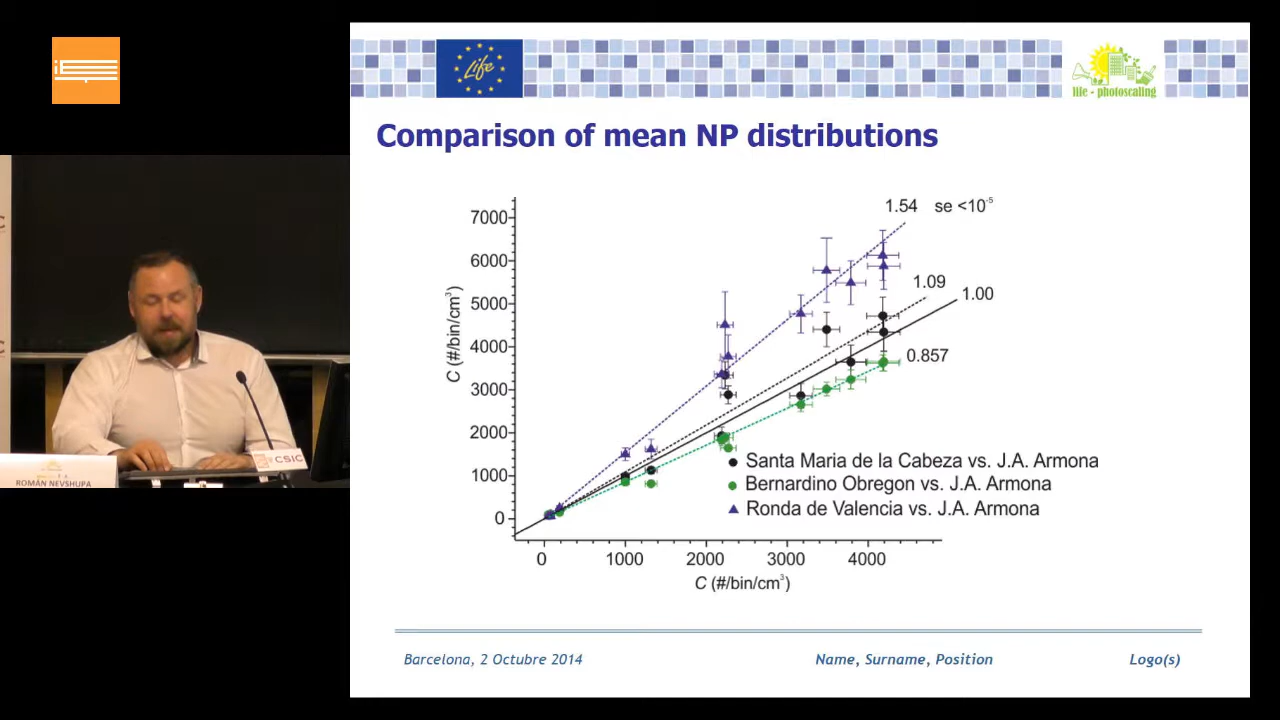 Life
life - photoscaling
Comparison of mean NP distributions
1.54 se <10⁻⁵
1.09
1.00
0.857
7000
6000
5000
4000
3000
2000
1000
0
C (#/bin/cm³)
0 1000 2000 3000 4000
C (#/bin/cm³)
Santa Maria de la Cabeza vs. J.A. Armona
Bernardino Obregon vs. J.A. Armona
Ronda de Valencia vs. J.A. Armona
Barcelona, 2 Octubre 2014
Name, Surname, Position
Logo(s)
CSIC
ROMÁN NEVSHUPA